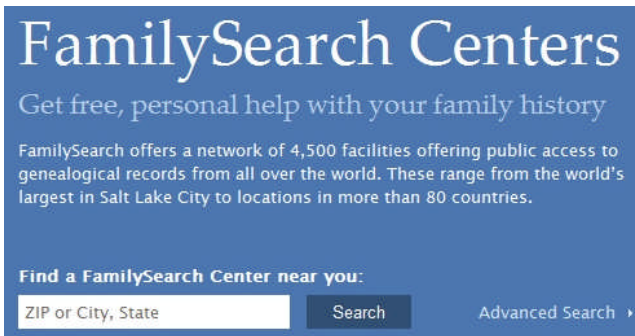 FamilySearch Centers
Get free, personal help with your family history
FamilySearch offers a network of 4,500 facilities offering public access to
genealogical records from all over the world. These range from the world's
largest in Salt Lake City to locations in more than 80 countries.
Find a FamilySearch Center near you:
ZIP or City, State Search Advanced Search